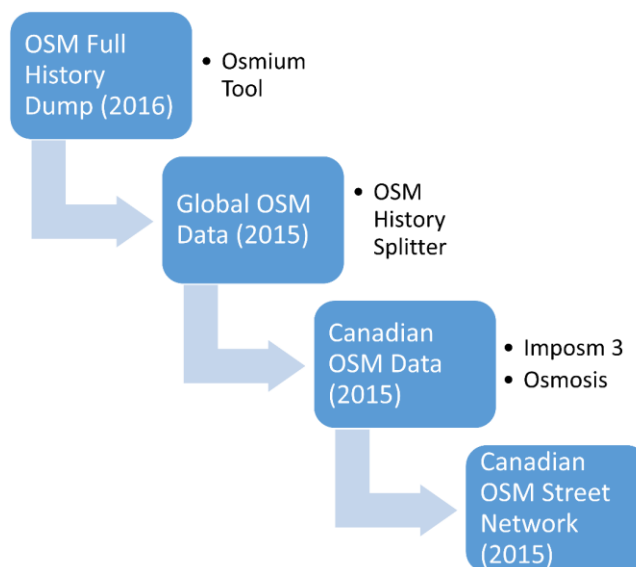 OSM Full
History
Dump (2016)
• Osmium
Tool
Global OSM
Data (2015)
• OSM
History
Splitter
Canadian
OSM Data
(2015)
• Imposm 3
• Osmosis
Canadian
OSM Street
Network
(2015)